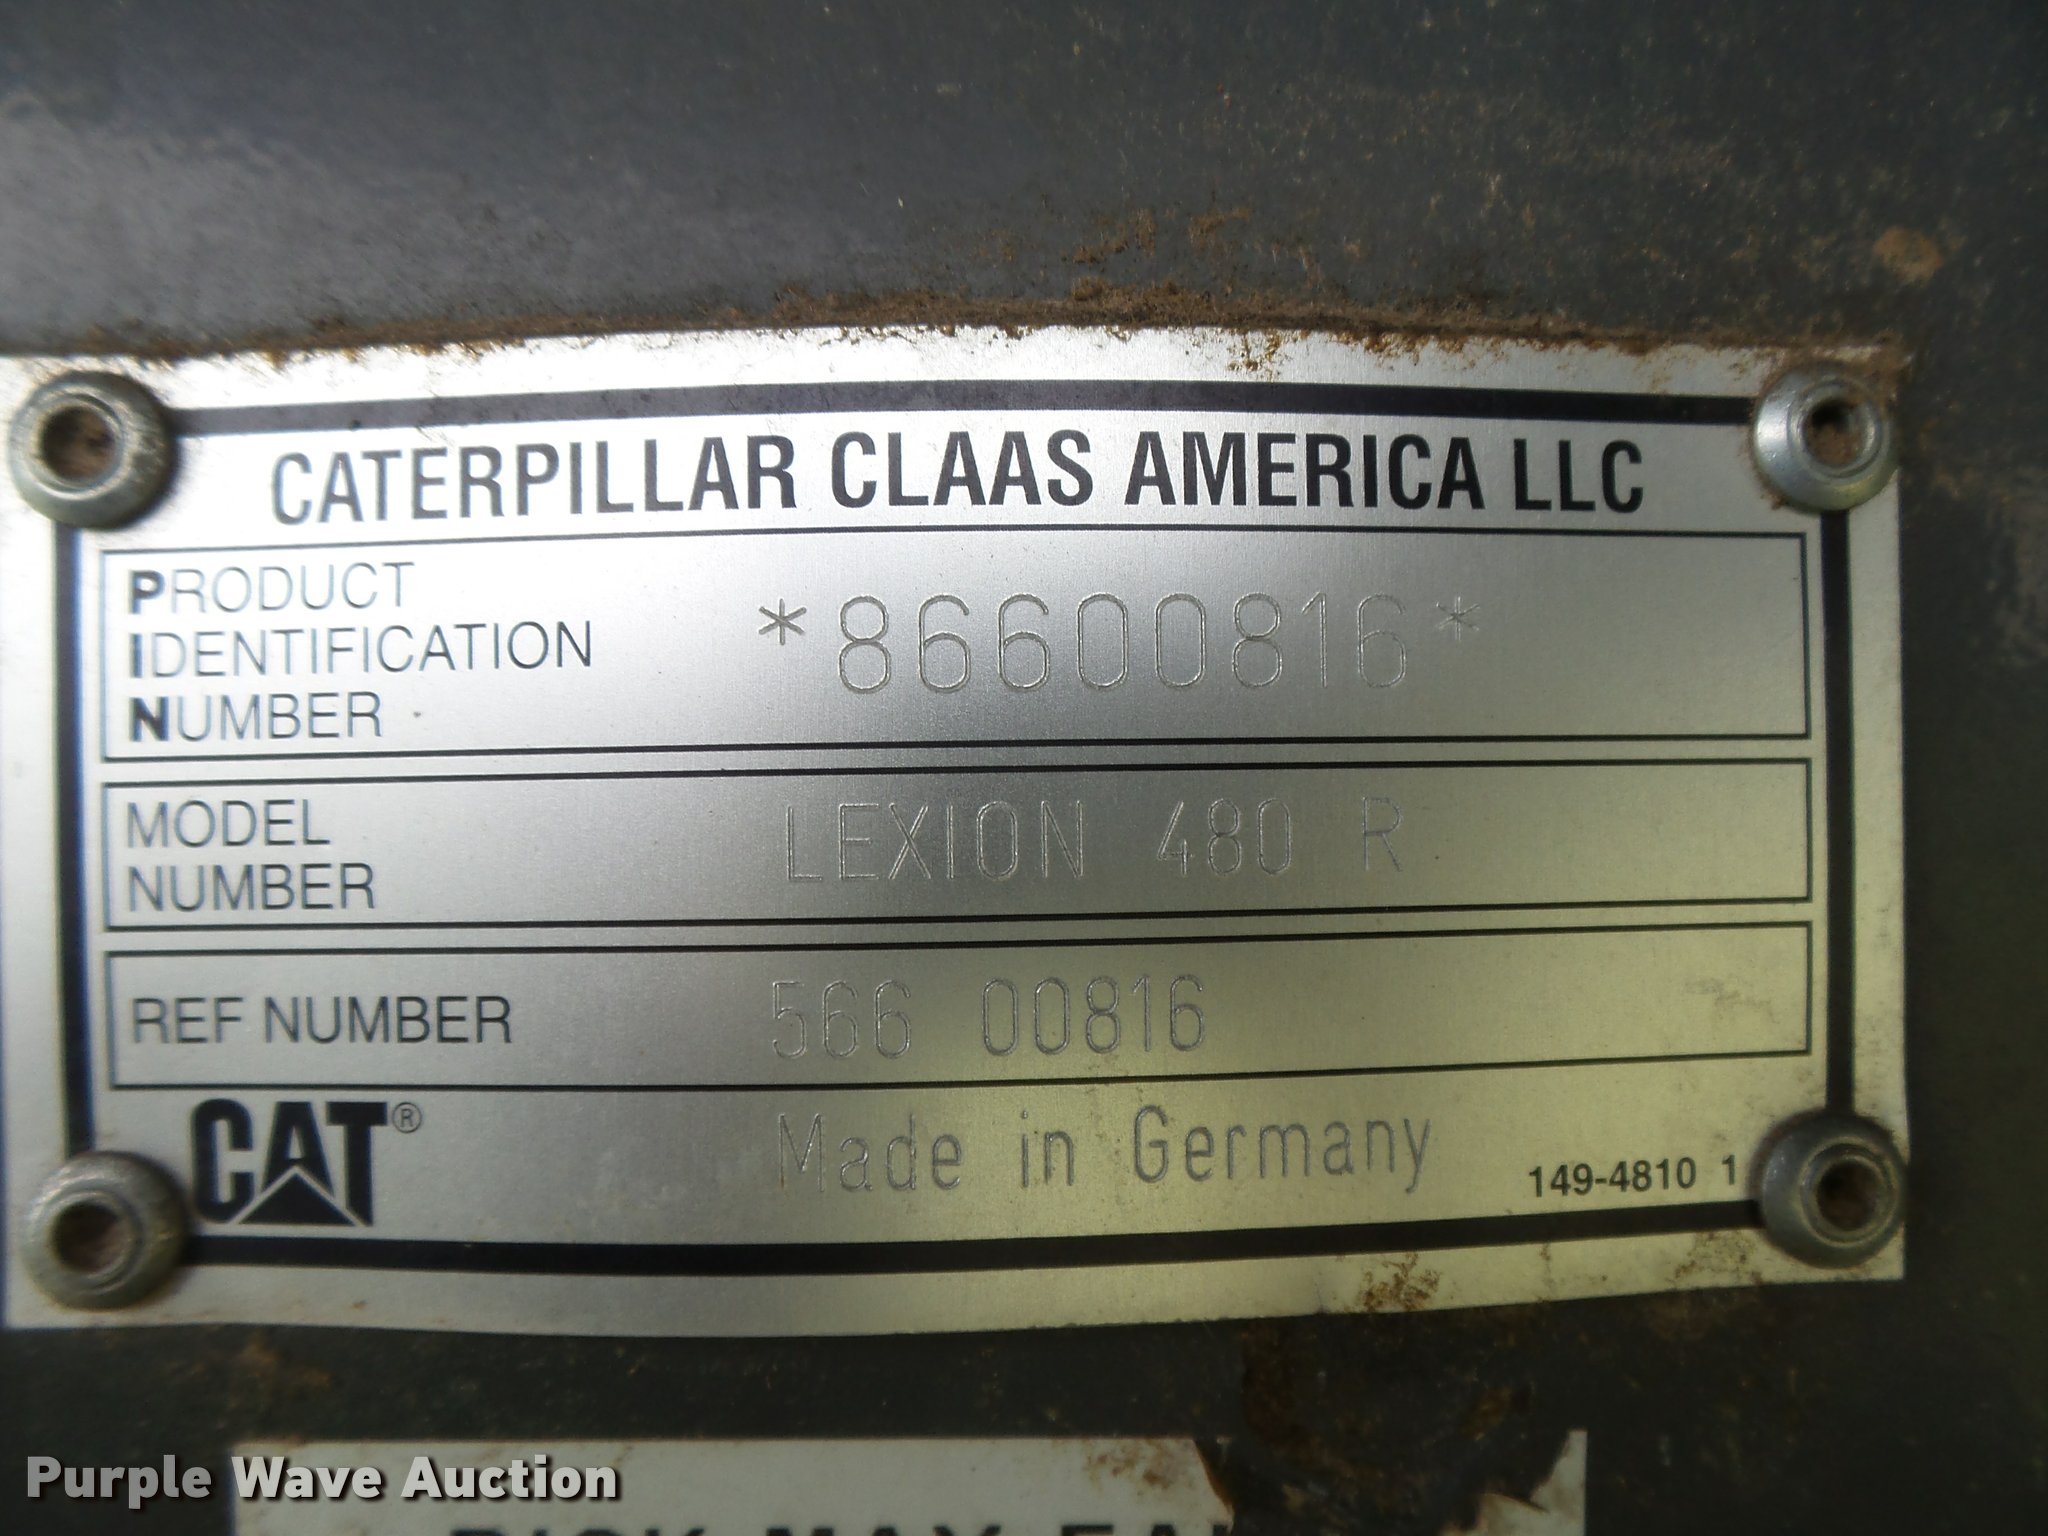 CATERPILLAR CLAAS AMERICA LLC
PRODUCT
IDENTIFICATION
NUMBER
*86600816*
MODEL
NUMBER
LEXION 480 R
REF NUMBER
566 00816
CAT®
Made in Germany
149-4810 1
Purple Wave Auction